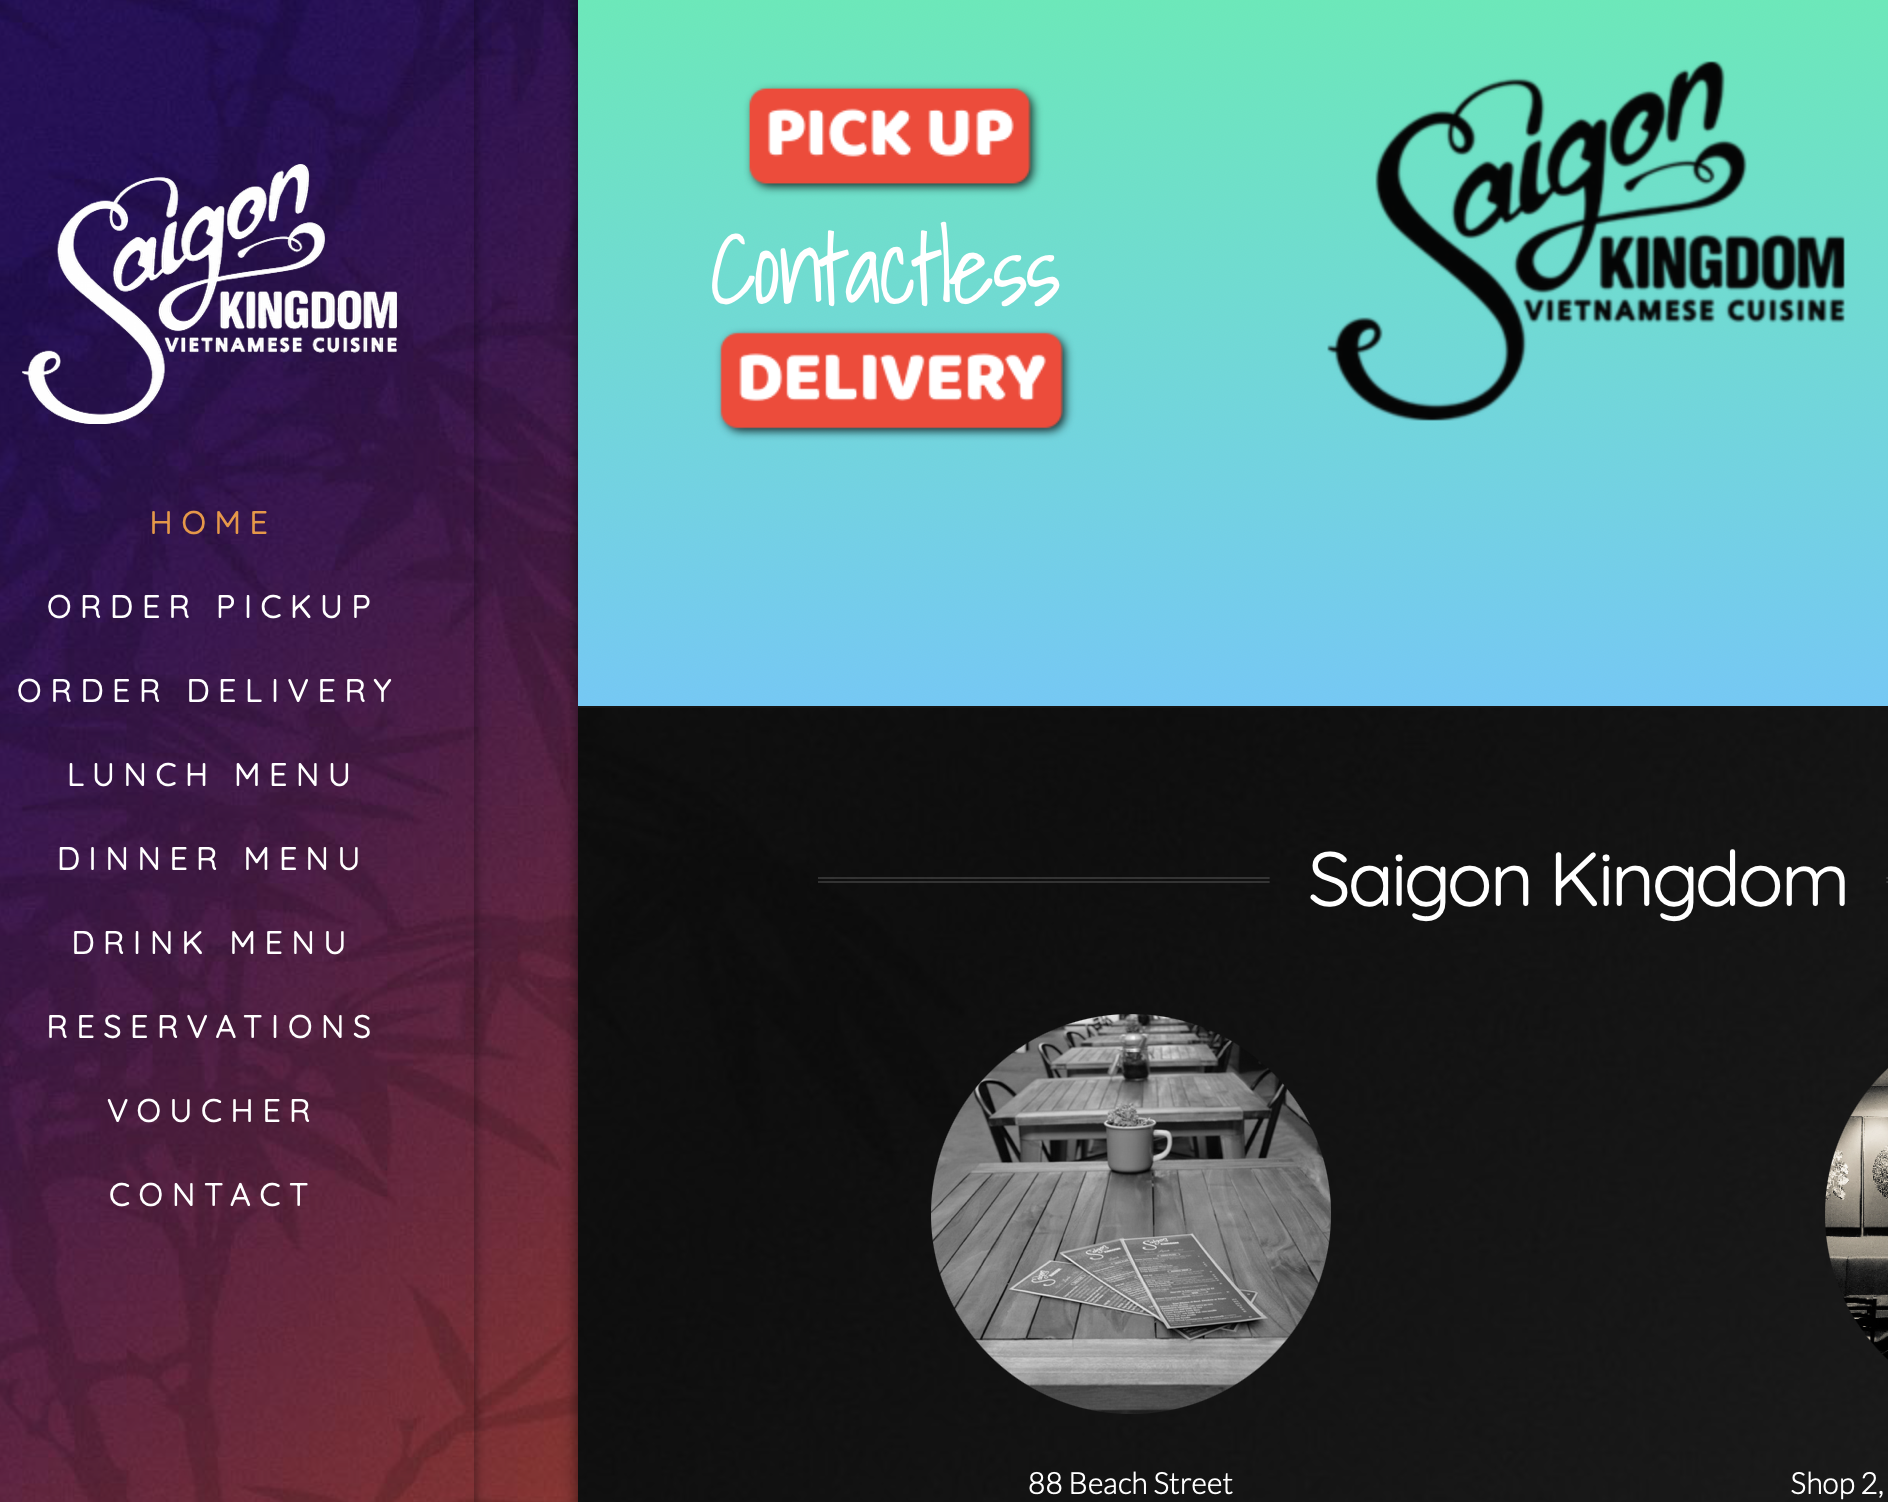 Saigon
KINGDOM
VIETNAMESE CUISINE
HOME
ORDER PICKUP
ORDER DELIVERY
LUNCH MENU
DINNER MENU
DRINK MENU
RESERVATIONS
VOUCHER
CONTACT
PICK UP
Contactless
DELIVERY
Saigon
KINGDOM
VIETNAMESE CUISINE
Saigon Kingdom
88 Beach Street
Shop 2,